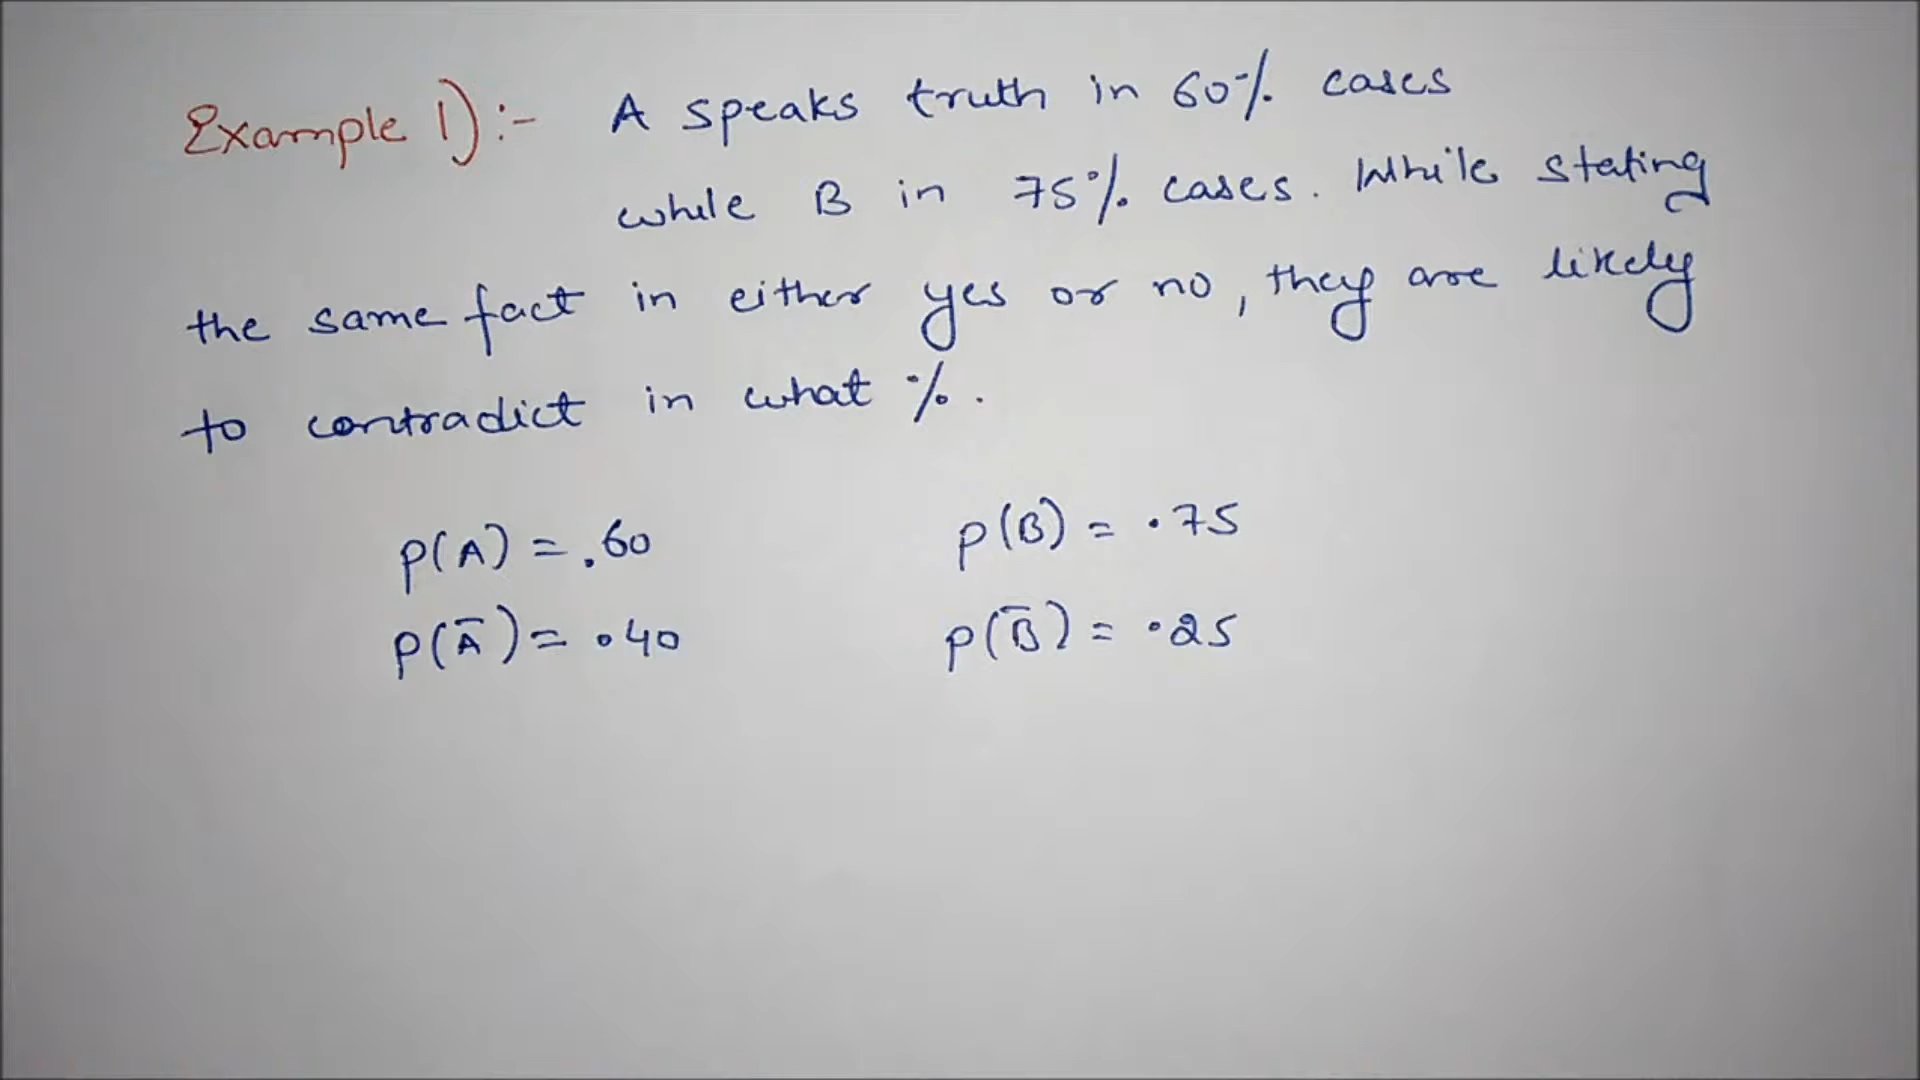 Example 1) :- A speaks truth in 60% cases
while B in 75% cases. While stating
the same fact in either yes or no, they are likely
to contradict in what %.
P(A) = .60 P(B) = .75
P(Ā) = .40 P(B̄) = .25